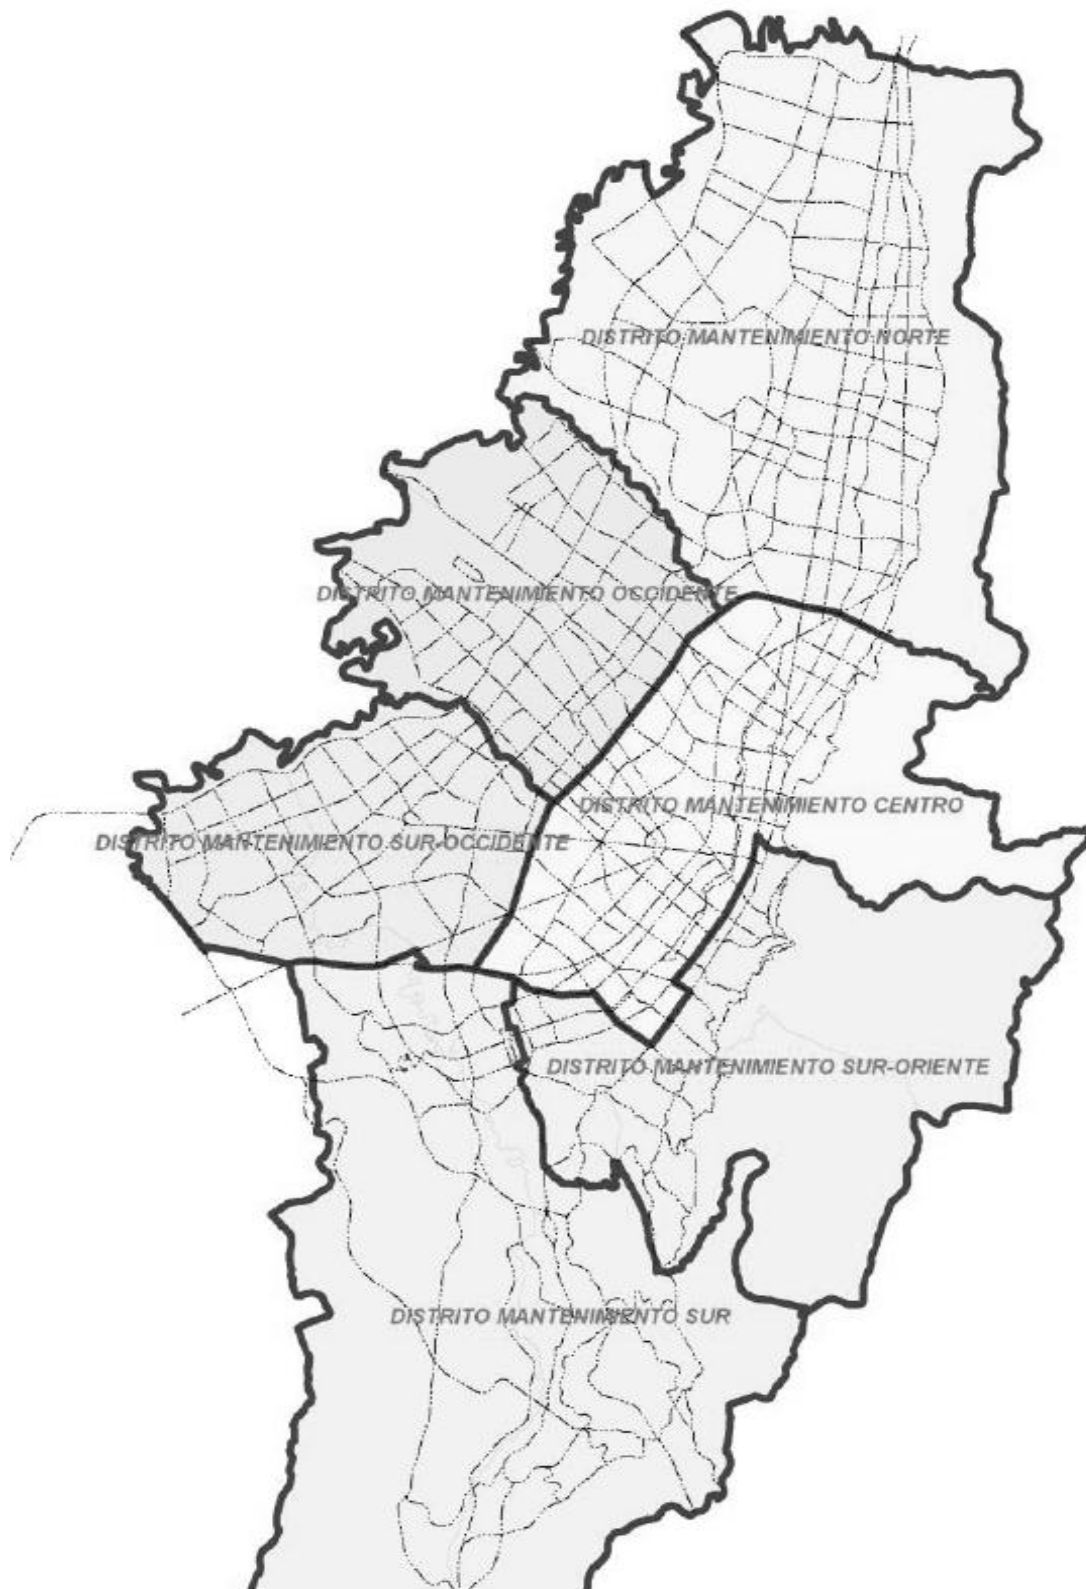 DISTRITO MANTENIMIENTO NORTE
DISTRITO MANTENIMIENTO OCCIDENTE
DISTRITO MANTENIMIENTO CENTRO
DISTRITO MANTENIMIENTO SUR-OCCIDENTE
DISTRITO MANTENIMIENTO SUR-ORIENTE
DISTRITO MANTENIMIENTO SUR